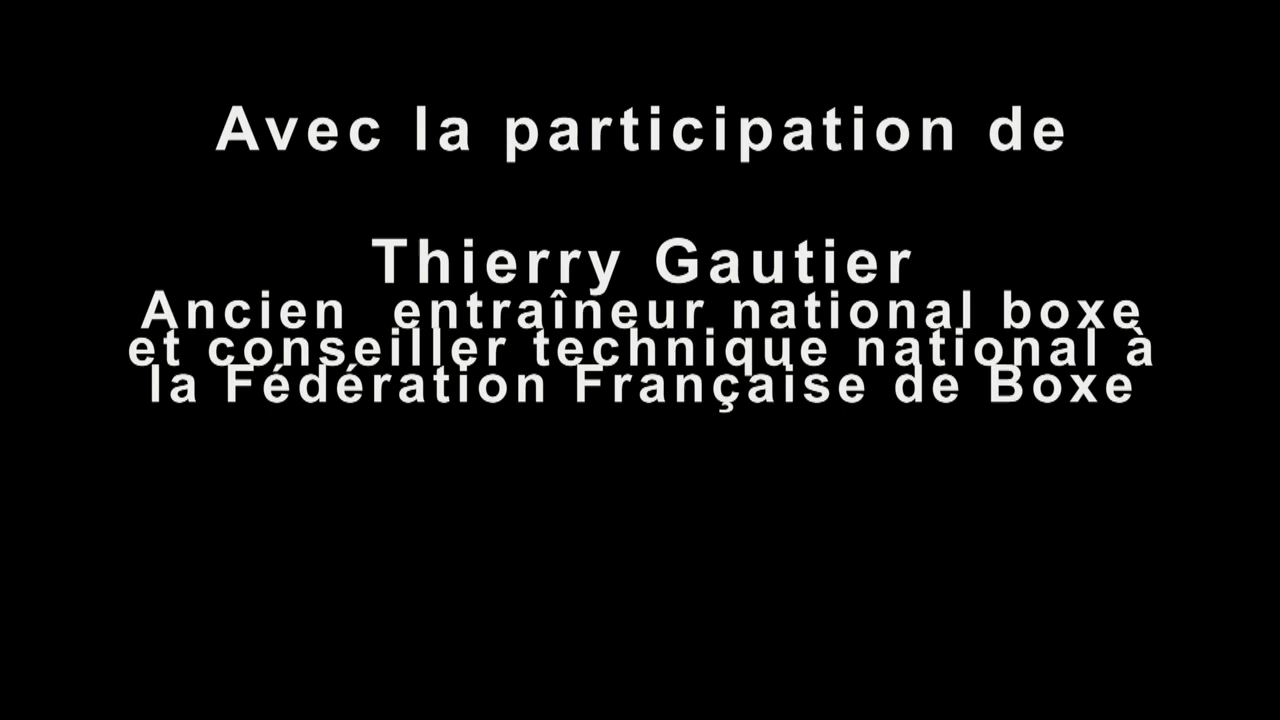 Avec la participation de
Thierry Gautier
Ancien  entraîneur national boxe
et conseiller technique national à
la Fédération Française de Boxe